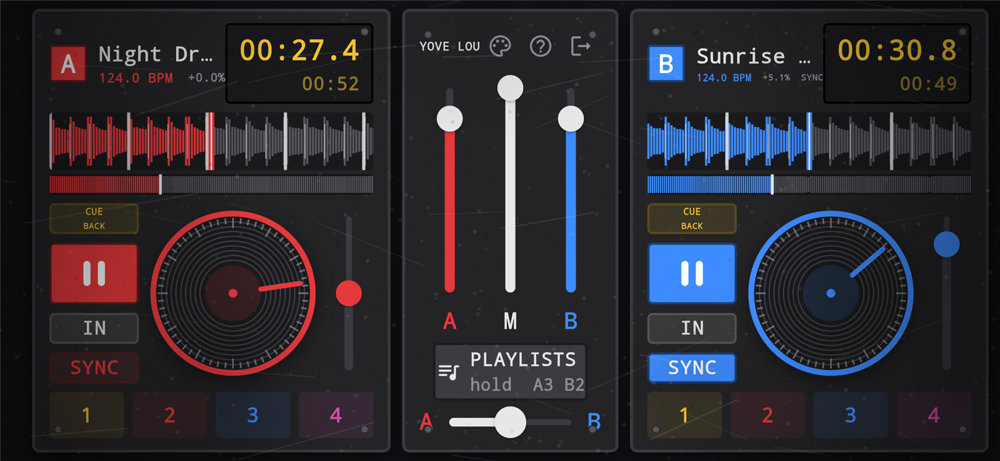 A
Night Dr…
124.0 BPM +0.0%
00:27.4
00:52
CUE
BACK
IN
SYNC
1 2 3 4
YOVE LOU
A M B
PLAYLISTS
hold A3 B2
A B
B
Sunrise …
124.0 BPM +5.1% SYNC
00:30.8
00:49
CUE
BACK
IN
SYNC
1 2 3 4